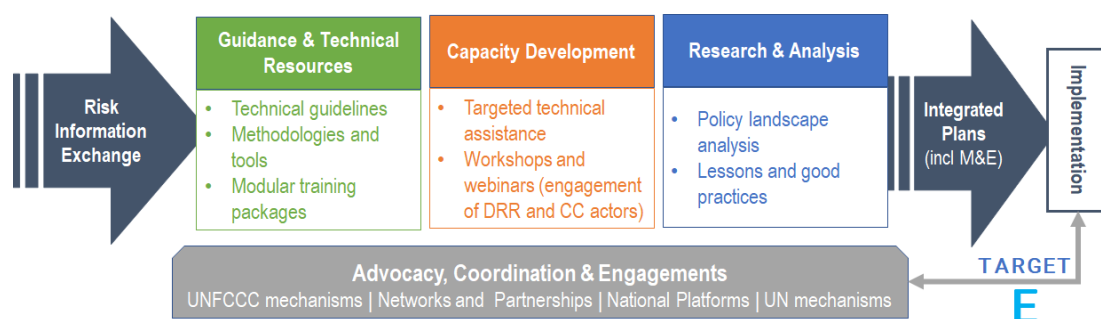 Risk
Information
Exchange
Guidance & Technical
Resources
• Technical guidelines
• Methodologies and
tools
• Modular training
packages
Capacity Development
• Targeted technical
assistance
• Workshops and
webinars (engagement
of DRR and CC actors)
Research & Analysis
• Policy landscape
analysis
• Lessons and good
practices
Integrated
Plans
(incl M&E)
Implementation
Advocacy, Coordination & Engagements
UNFCCC mechanisms | Networks and Partnerships | National Platforms | UN mechanisms
TARGET
E